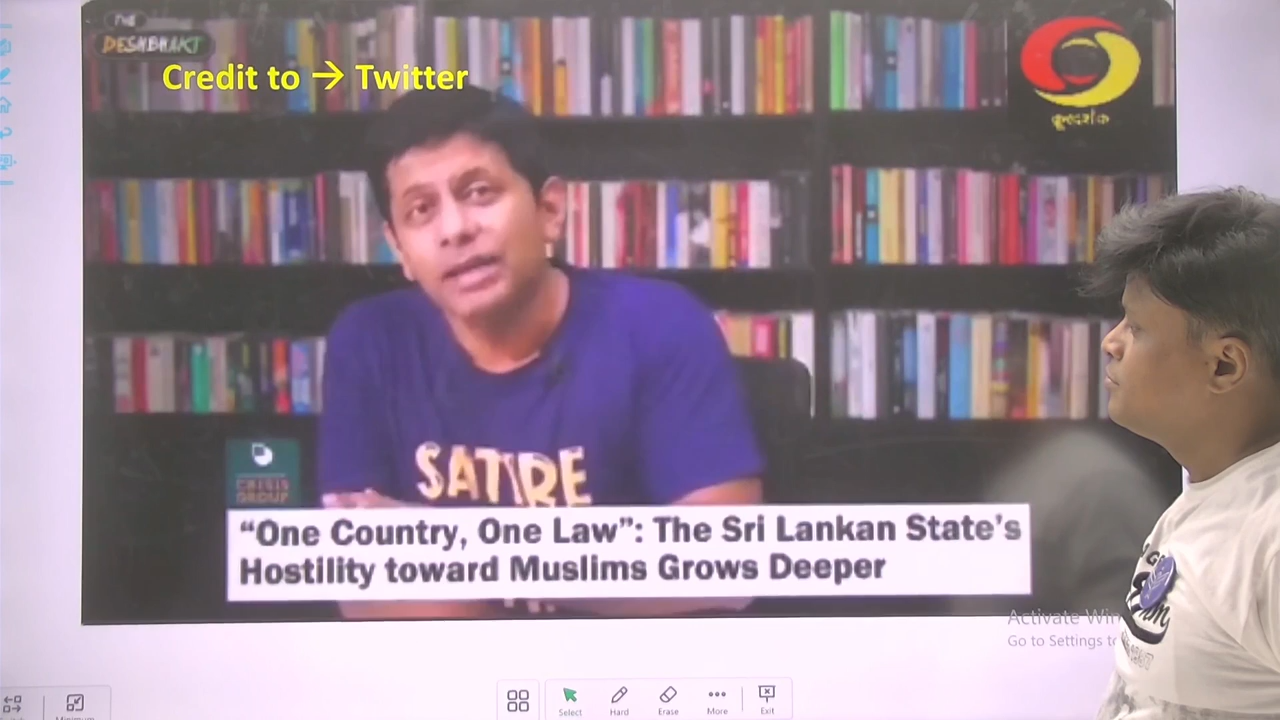 THE
DESHBHAKT
Credit to → Twitter
SATIRE
CRISIS
GROUP
“One Country, One Law”: The Sri Lankan State’s
Hostility toward Muslims Grows Deeper
Activate Win
Go to Settings to
Select
Hard
Erase
More
Exit